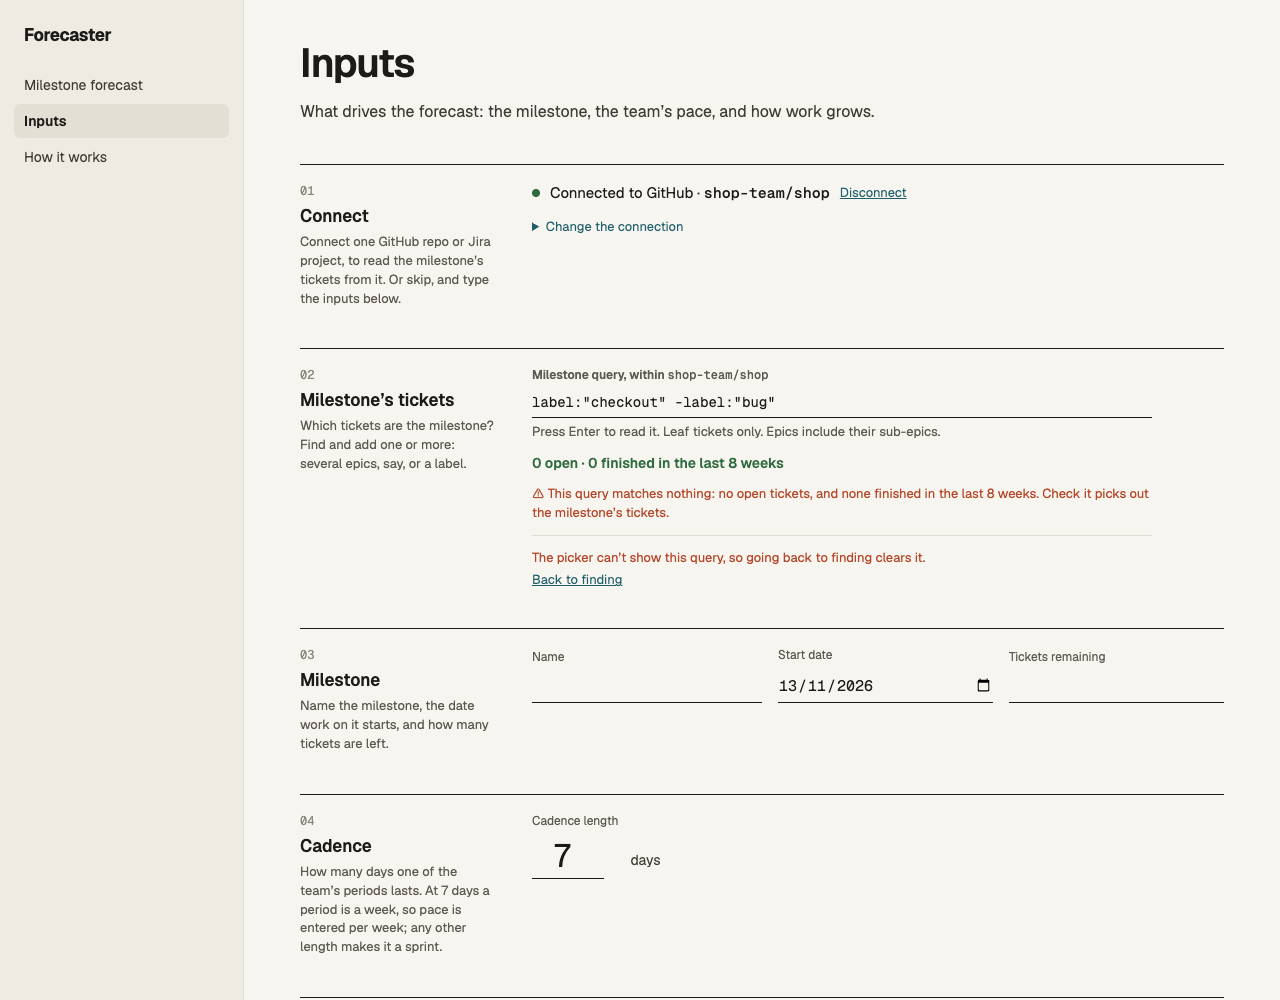 Forecaster
Milestone forecast
Inputs
How it works
Inputs
What drives the forecast: the milestone, the team’s pace, and how work grows.
01
Connect
Connect one GitHub repo or Jira
project, to read the milestone’s
tickets from it. Or skip, and type
the inputs below.
Connected to GitHub · shop-team/shop Disconnect
Change the connection
02
Milestone’s tickets
Which tickets are the milestone?
Find and add one or more:
several epics, say, or a label.
Milestone query, within shop-team/shop
label:"checkout" -label:"bug"
Press Enter to read it. Leaf tickets only. Epics include their sub-epics.
0 open · 0 finished in the last 8 weeks
⚠ This query matches nothing: no open tickets, and none finished in the last 8 weeks. Check it picks out
the milestone’s tickets.
The picker can’t show this query, so going back to finding clears it.
Back to finding
03
Milestone
Name the milestone, the date
work on it starts, and how many
tickets are left.
Name
Start date
13/11/2026
Tickets remaining
04
Cadence
How many days one of the
team’s periods lasts. At 7 days a
period is a week, so pace is
entered per week; any other
length makes it a sprint.
Cadence length
7 days